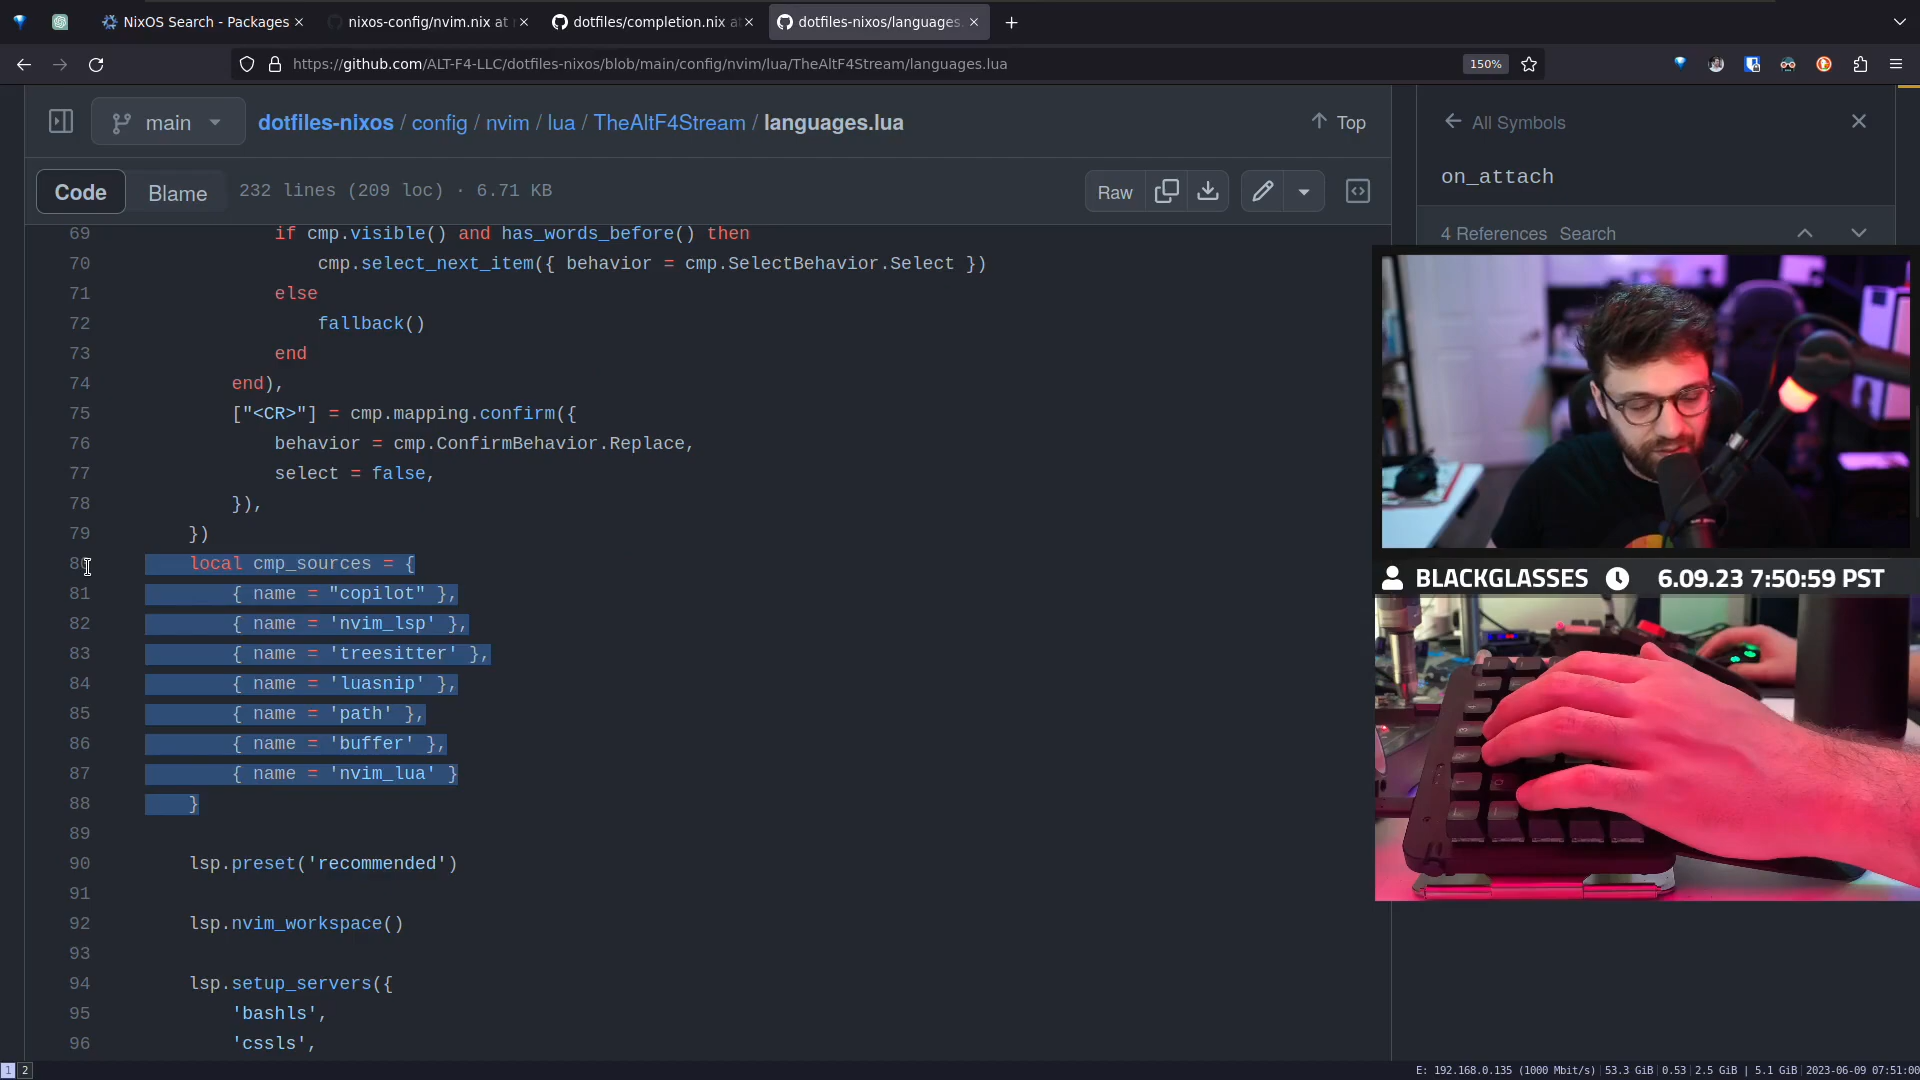 NixOS Search - Packages
nixos-config/nvim.nix at
dotfiles/completion.nix at
dotfiles-nixos/languages.
https://github.com/ALT-F4-LLC/dotfiles-nixos/blob/main/config/nvim/lua/TheAltF4Stream/languages.lua
150%
main
dotfiles-nixos / config / nvim / lua / TheAltF4Stream / languages.lua
Top
All Symbols
on_attach
Code
Blame
232 lines (209 loc) · 6.71 KB
Raw
4 References Search
69 if cmp.visible() and has_words_before() then
70 cmp.select_next_item({ behavior = cmp.SelectBehavior.Select })
71 else
72 fallback()
73 end
74 end),
75 ["<CR>"] = cmp.mapping.confirm({
76 behavior = cmp.ConfirmBehavior.Replace,
77 select = false,
78 }),
79 })
80 local cmp_sources = {
81 { name = "copilot" },
82 { name = 'nvim_lsp' },
83 { name = 'treesitter' },
84 { name = 'luasnip' },
85 { name = 'path' },
86 { name = 'buffer' },
87 { name = 'nvim_lua' }
88 }
89
90 lsp.preset('recommended')
91
92 lsp.nvim_workspace()
93
94 lsp.setup_servers({
95 'bashls',
96 'cssls',
BLACKGLASSES
6.09.23 7:50:59 PST
1 2
E: 192.168.0.135 (1000 Mbit/s) | 53.3 GiB | 0.53 | 2.5 GiB | 5.1 GiB | 2023-06-09 07:51:00